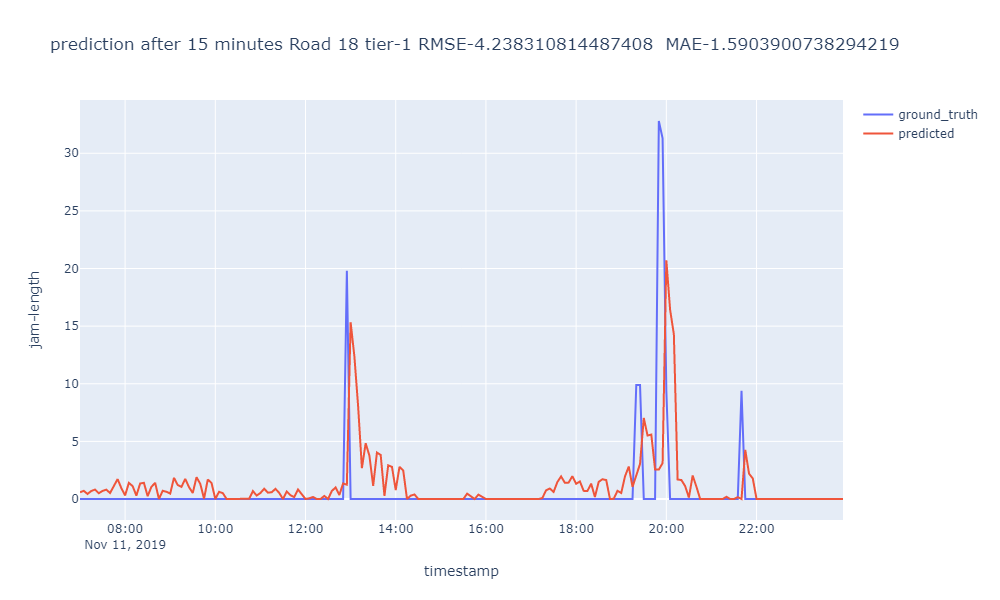 prediction after 15 minutes Road 18 tier-1 RMSE-4.238310814487408  MAE-1.5903900738294219
ground_truth
predicted
30
25
20
15
10
5
0
jam-length
08:00 10:00 12:00 14:00 16:00 18:00 20:00 22:00
Nov 11, 2019
timestamp